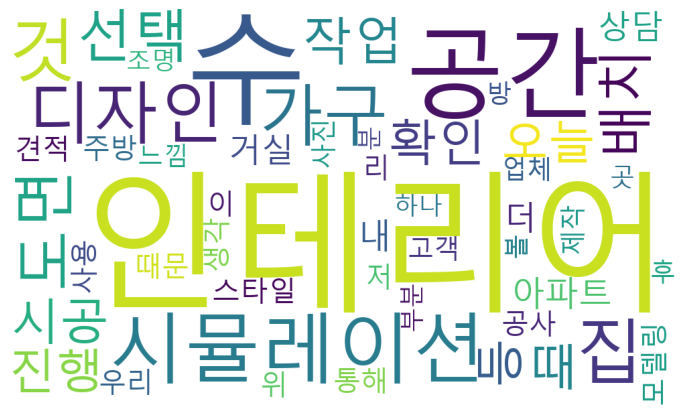 것
선택
조명
수
작업
공간
상담
디자인
가구
배치
방
견적
주방
느낌
거실
사진
분
리
확인
오늘
업체
곳
도면
인테리어
이
생각
때문
사용
스타일
내
저
하나
고객
더
볼
제작
아파트
후
시공
시뮬레이션
부분
공사
등
때
집
모델링
진행
우리
위
통해